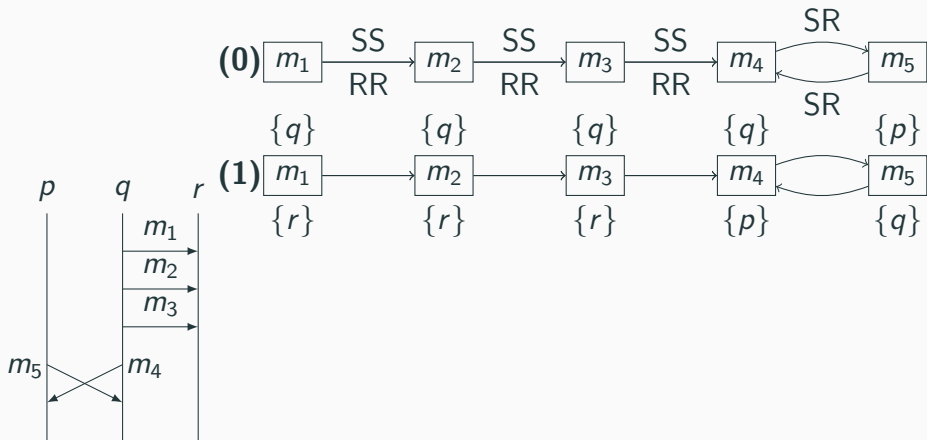 SS SS SS SR
(0) m₁ m₂ m₃ m₄ m₅
RR RR RR SR
{q} {q} {q} {q} {p}
(1) m₁ m₂ m₃ m₄ m₅
{r} {r} {r} {p} {q}
p q r
m₁
m₂
m₃
m₅ m₄